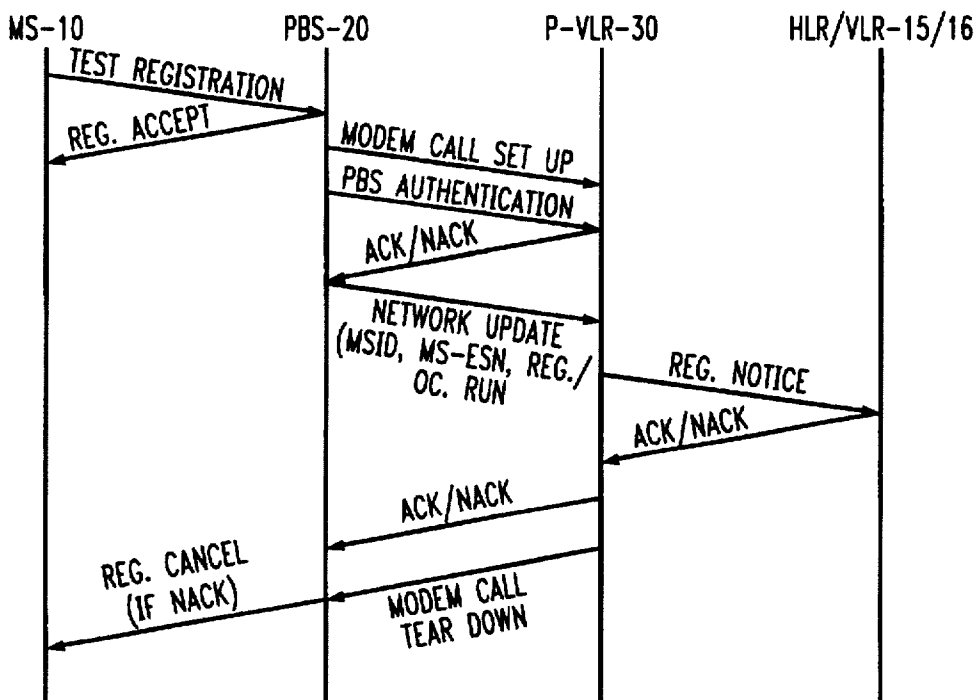 MS-10
PBS-20
P-VLR-30
HLR/VLR-15/16
TEST REGISTRATION
REG. ACCEPT
MODEM CALL SET UP
PBS AUTHENTICATION
ACK/NACK
NETWORK UPDATE
(MSID, MS-ESN, REG./
OC. RUN
REG. NOTICE
ACK/NACK
ACK/NACK
REG. CANCEL
(IF NACK)
MODEM CALL
TEAR DOWN